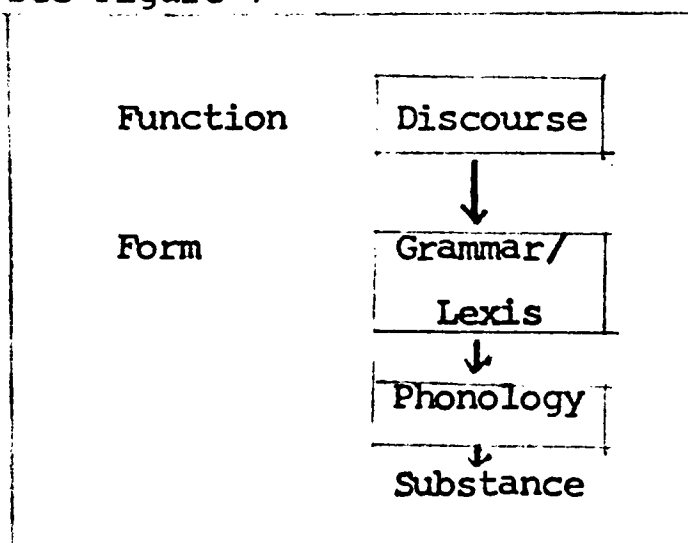 Function Discourse
Form Grammar/
Lexis
Phonology
Substance